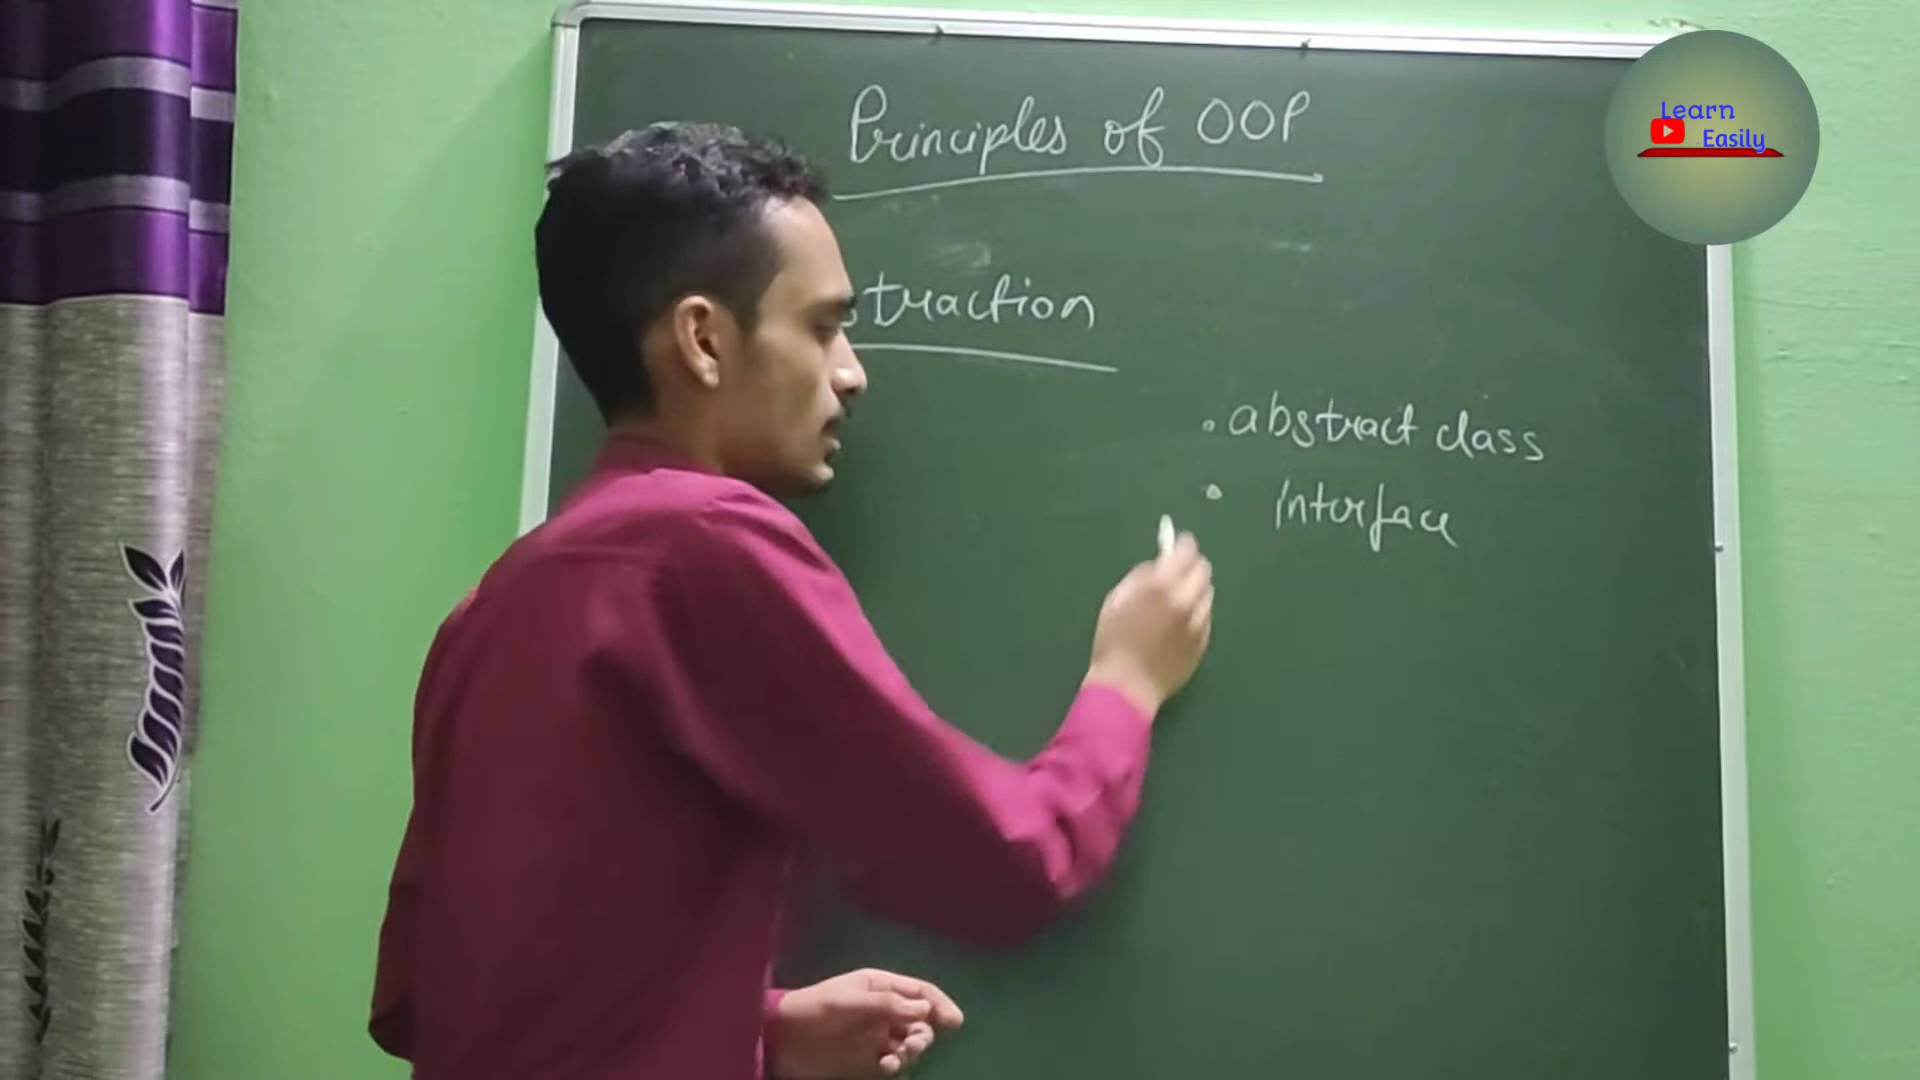 Principles of OOP
straction
. abstract class
• Interface
Learn
Easily